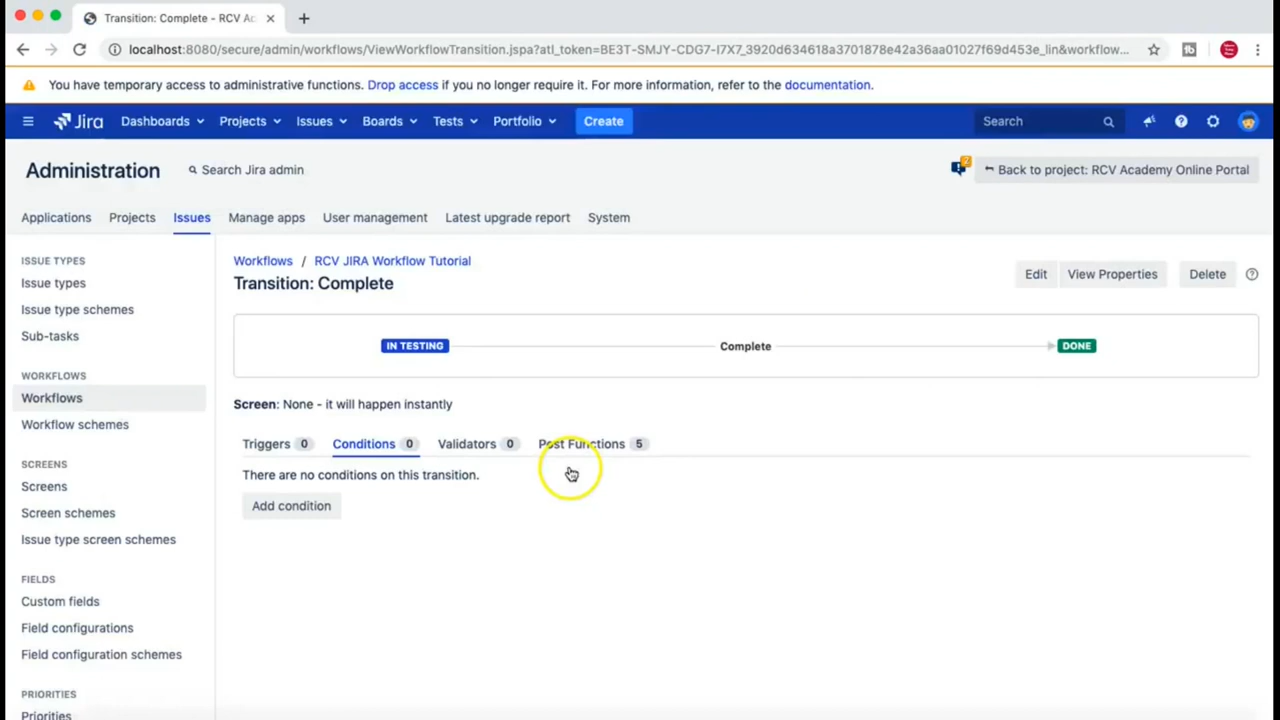 Transition: Complete - RCV Ac
localhost:8080/secure/admin/workflows/ViewWorkflowTransition.jspa?atl_token=BE3T-SMJY-CDG7-I7X7_3920d634618a3701878e42a36aa01027f69d453e_lin&workflow...
You have temporary access to administrative functions. Drop access if you no longer require it. For more information, refer to the documentation.
Jira Dashboards Projects Issues Boards Tests Portfolio Create Search
Administration Search Jira admin 2 Back to project: RCV Academy Online Portal
Applications Projects Issues Manage apps User management Latest upgrade report System
ISSUE TYPES
Issue types
Issue type schemes
Sub-tasks
WORKFLOWS
Workflows
Workflow schemes
SCREENS
Screens
Screen schemes
Issue type screen schemes
FIELDS
Custom fields
Field configurations
Field configuration schemes
PRIORITIES
Priorities
Workflows / RCV JIRA Workflow Tutorial
Transition: Complete
Edit View Properties Delete
IN TESTING Complete DONE
Screen: None - it will happen instantly
Triggers 0 Conditions 0 Validators 0 Post Functions 5
There are no conditions on this transition.
Add condition